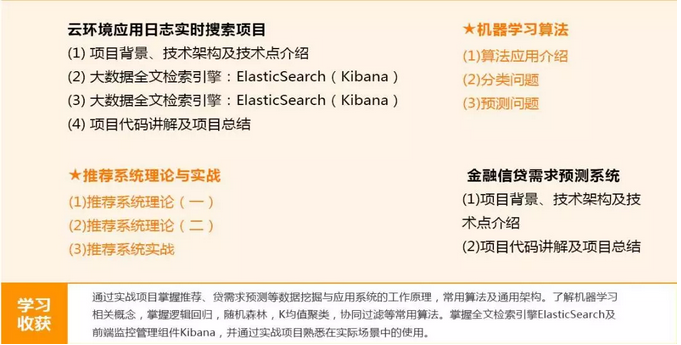 云环境应用日志实时搜索项目
(1) 项目背景、技术架构及技术点介绍
(2) 大数据全文检索引擎：ElasticSearch（Kibana）
(3) 大数据全文检索引擎：ElasticSearch（Kibana）
(4) 项目代码讲解及项目总结
★机器学习算法
(1)算法应用介绍
(2)分类问题
(3)预测问题
★推荐系统理论与实战
(1)推荐系统理论（一）
(2)推荐系统理论（二）
(3)推荐系统实战
金融信贷需求预测系统
(1)项目背景、技术架构及技
术点介绍
(2)项目代码讲解及项目总结
学习
收获
通过实战项目掌握推荐、贷需求预测等数据挖掘与应用系统的工作原理，常用算法及通用架构。了解机器学习
相关概念，掌握逻辑回归，随机森林，K均值聚类，协同过滤等常用算法。掌握全文检索引擎ElasticSearch及
前端监控管理组件Kibana，并通过实战项目熟悉在实际场景中的使用。